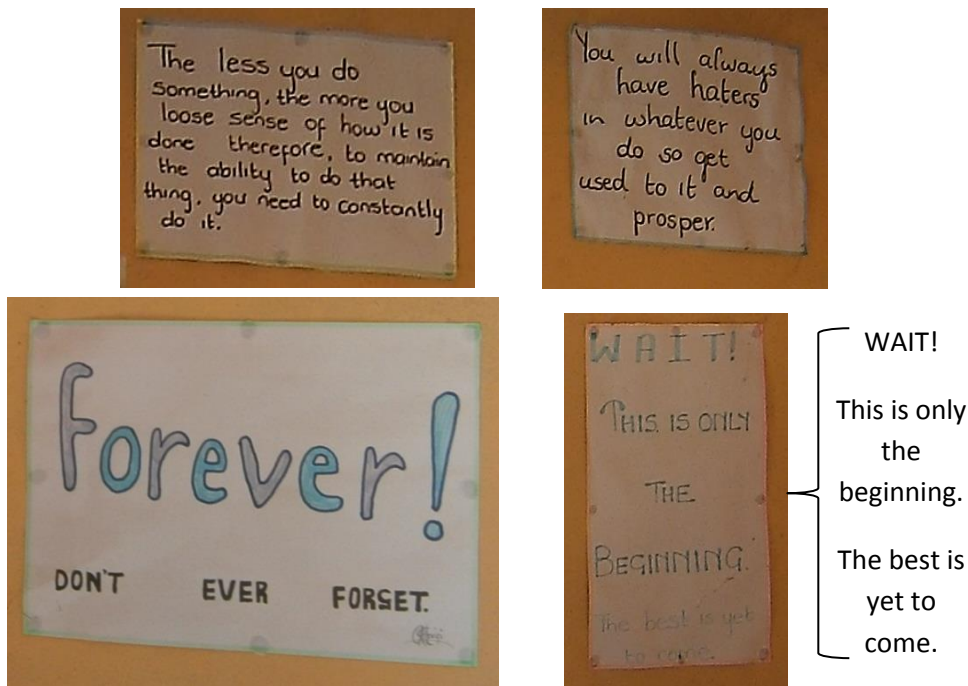 The less you do
something, the more you
loose sense of how it is
done therefore, to maintain
the ability to do that
thing, you need to constantly
do it.
You will always
have haters
in whatever you
do so get
used to it and
prosper.
Forever!
DON'T EVER FORGET.
WAIT!
THIS IS ONLY
THE
BEGINNING.
The best is yet
to come.
WAIT!
This is only
the
beginning.
The best is
yet to
come.